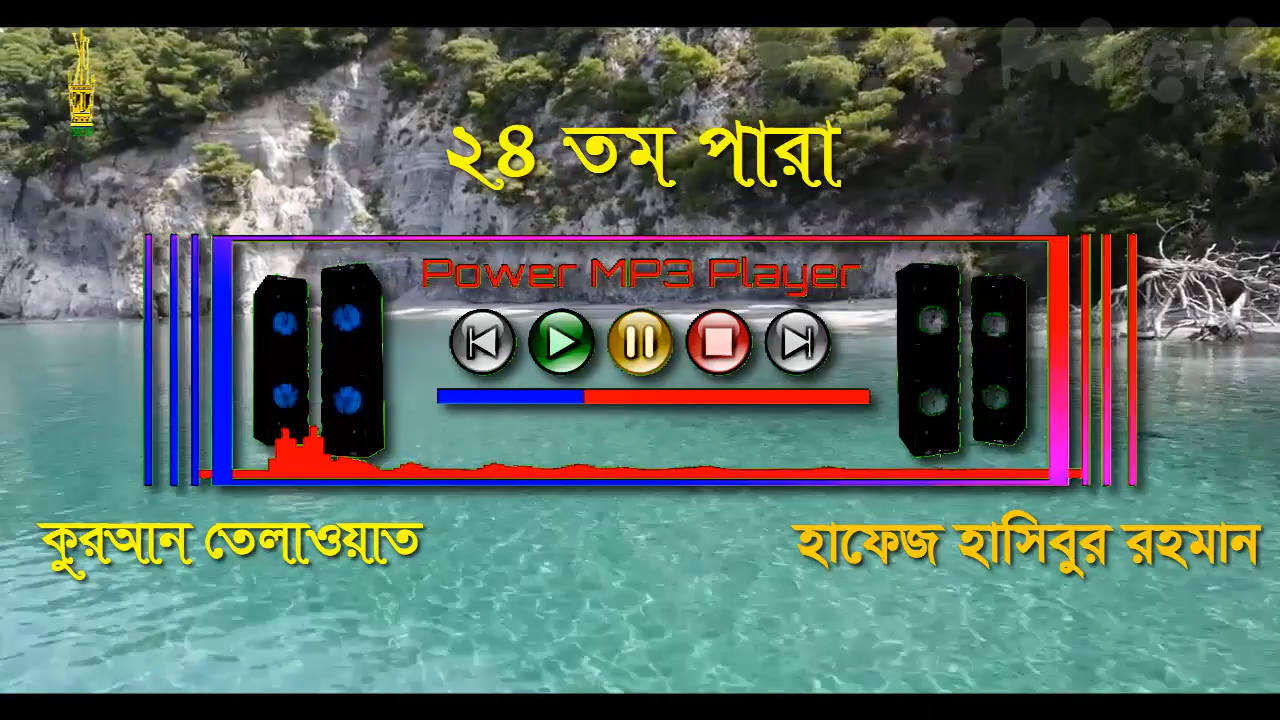 ২৪ তম পারা
Power MP3 Player
কুরআন তেলাওয়াত
হাফেজ হাসিবুর রহমান